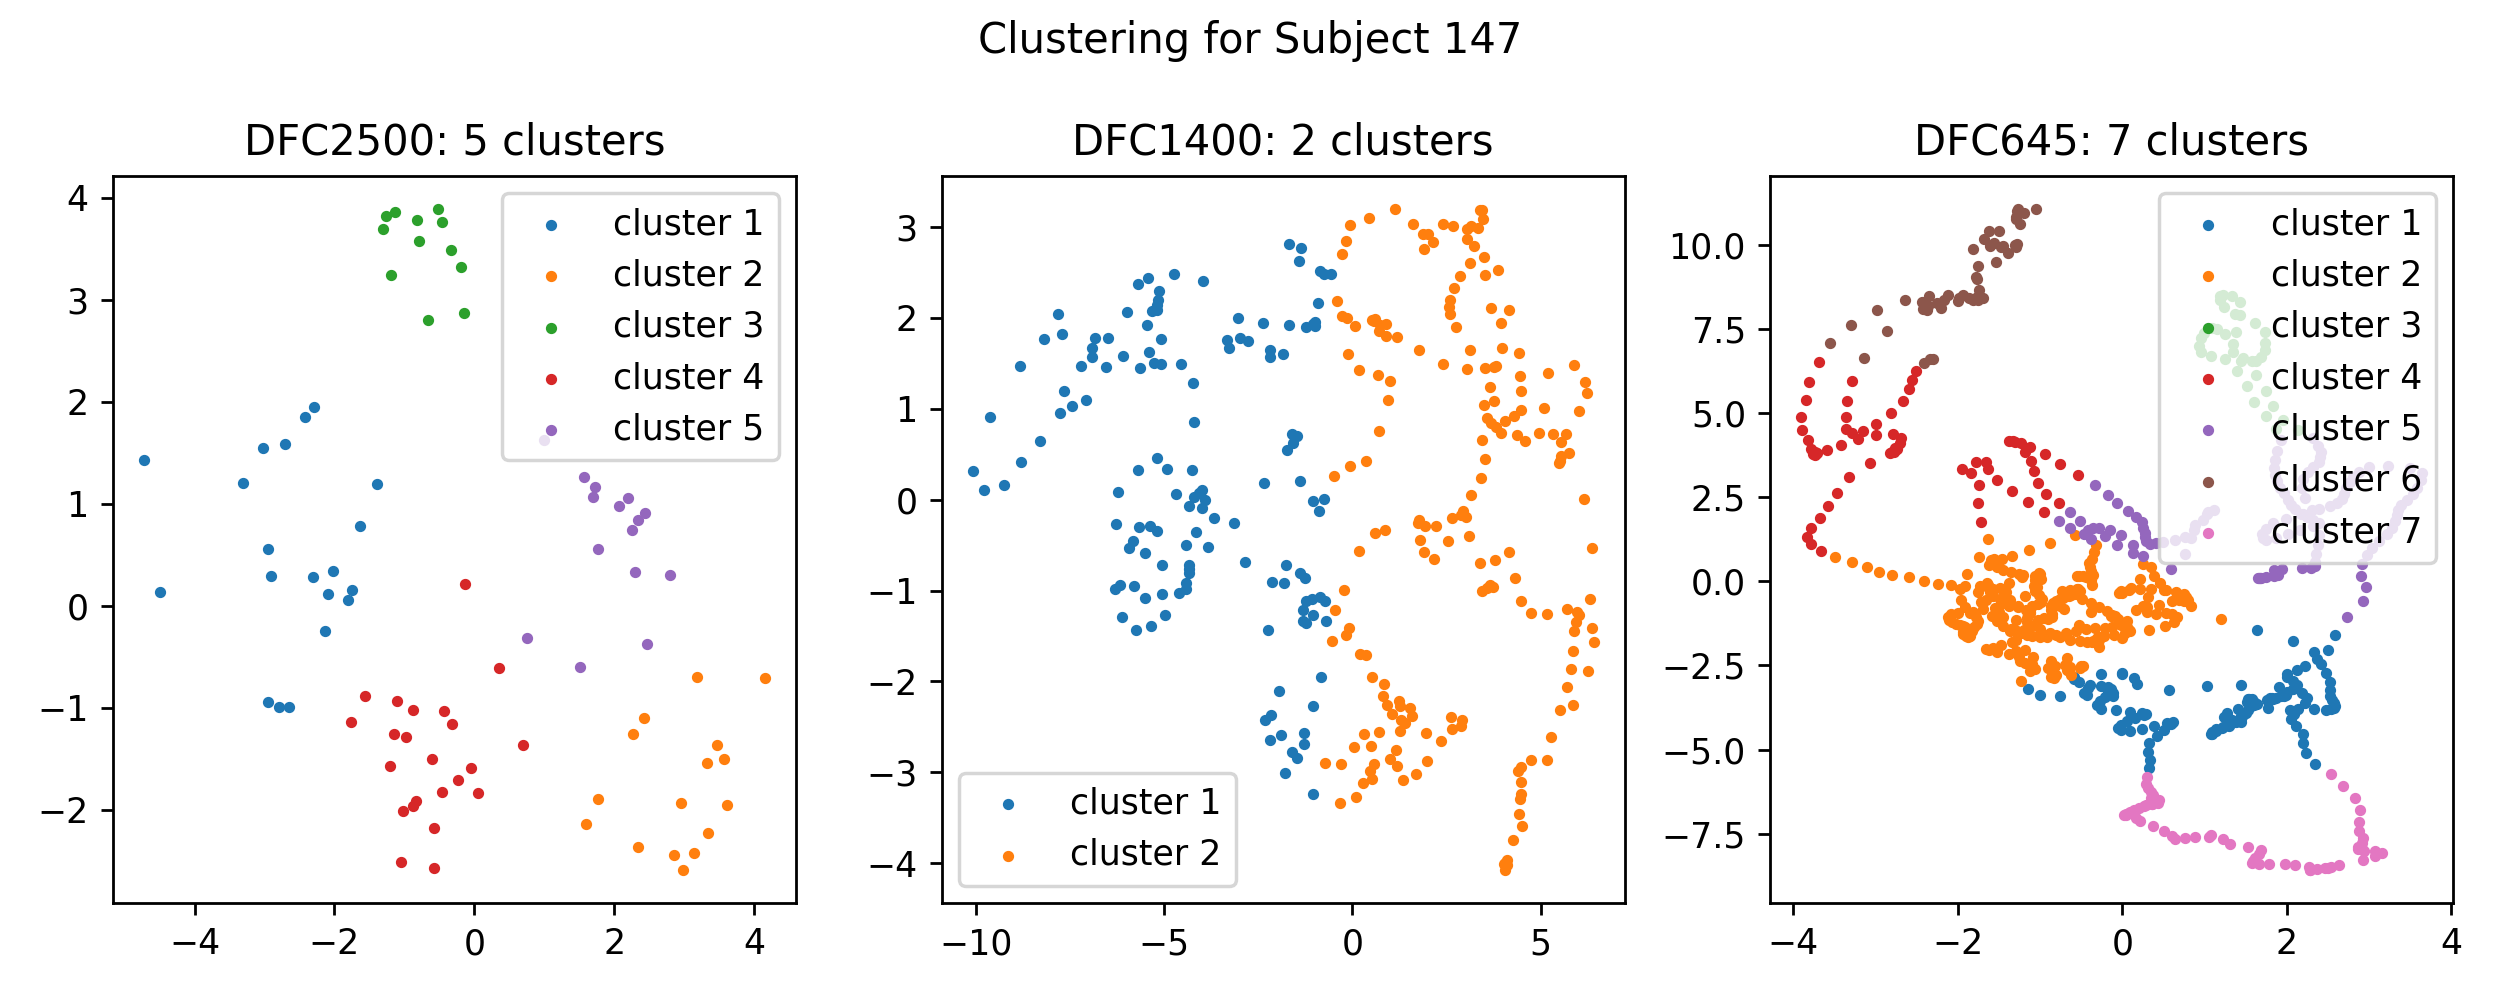 Clustering for Subject 147
DFC2500: 5 clusters
cluster 1
cluster 2
cluster 3
cluster 4
cluster 5
4
3
2
1
0
−1
−2
−4
−2
0
2
4
DFC1400: 2 clusters
3
2
1
0
−1
−2
−3
−4
cluster 1
cluster 2
−10
−5
0
5
DFC645: 7 clusters
cluster 1
cluster 2
cluster 3
cluster 4
cluster 5
cluster 6
cluster 7
10.0
7.5
5.0
2.5
0.0
−2.5
−5.0
−7.5
−4
−2
0
2
4